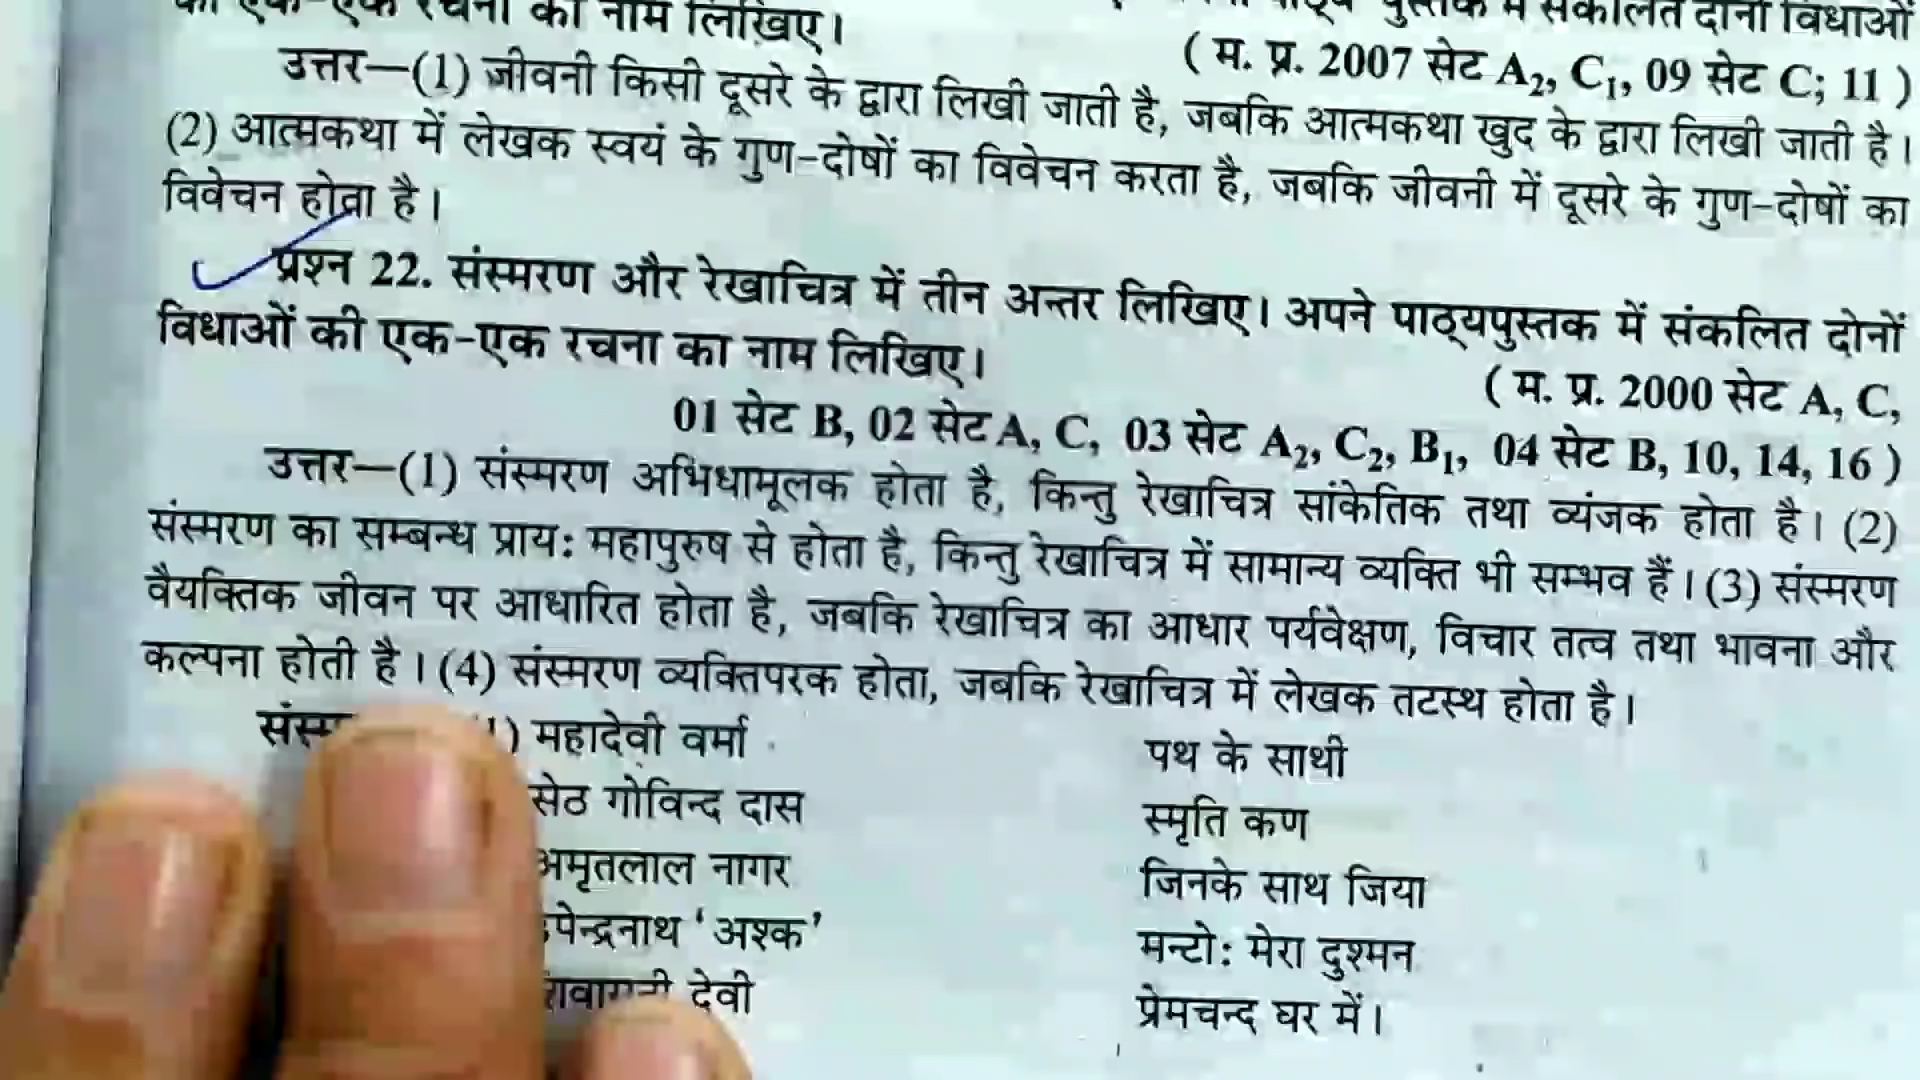 की एक-एक रचना का नाम लिखिए।
पुस्तक में संकलित दोनों विधाओं
( म. प्र. 2007 सेट A2, C1, 09 सेट C; 11 )
उत्तर—(1) जीवनी किसी दूसरे के द्वारा लिखी जाती है, जबकि आत्मकथा खुद के द्वारा लिखी जाती है।
(2) आत्मकथा में लेखक स्वयं के गुण-दोषों का विवेचन करता है, जबकि जीवनी में दूसरे के गुण-दोषों का
विवेचन होता है।
प्रश्न 22. संस्मरण और रेखाचित्र में तीन अन्तर लिखिए। अपने पाठ्यपुस्तक में संकलित दोनों
विधाओं की एक-एक रचना का नाम लिखिए।
( म. प्र. 2000 सेट A, C,
01 सेट B, 02 सेट A, C, 03 सेट A2, C2, B1, 04 सेट B, 10, 14, 16 )
उत्तर—(1) संस्मरण अभिधामूलक होता है, किन्तु रेखाचित्र सांकेतिक तथा व्यंजक होता है। (2)
संस्मरण का सम्बन्ध प्राय: महापुरुष से होता है, किन्तु रेखाचित्र में सामान्य व्यक्ति भी सम्भव हैं। (3) संस्मरण
वैयक्तिक जीवन पर आधारित होता है, जबकि रेखाचित्र का आधार पर्यवेक्षण, विचार तत्व तथा भावना और
कल्पना होती है। (4) संस्मरण व्यक्तिपरक होता, जबकि रेखाचित्र में लेखक तटस्थ होता है।
महादेवी वर्मा पथ के साथी
सेठ गोविन्द दास स्मृति कण
अमृतलाल नागर जिनके साथ जिया
'अश्क' मन्टो: मेरा दुश्मन
देवी प्रेमचन्द घर में।